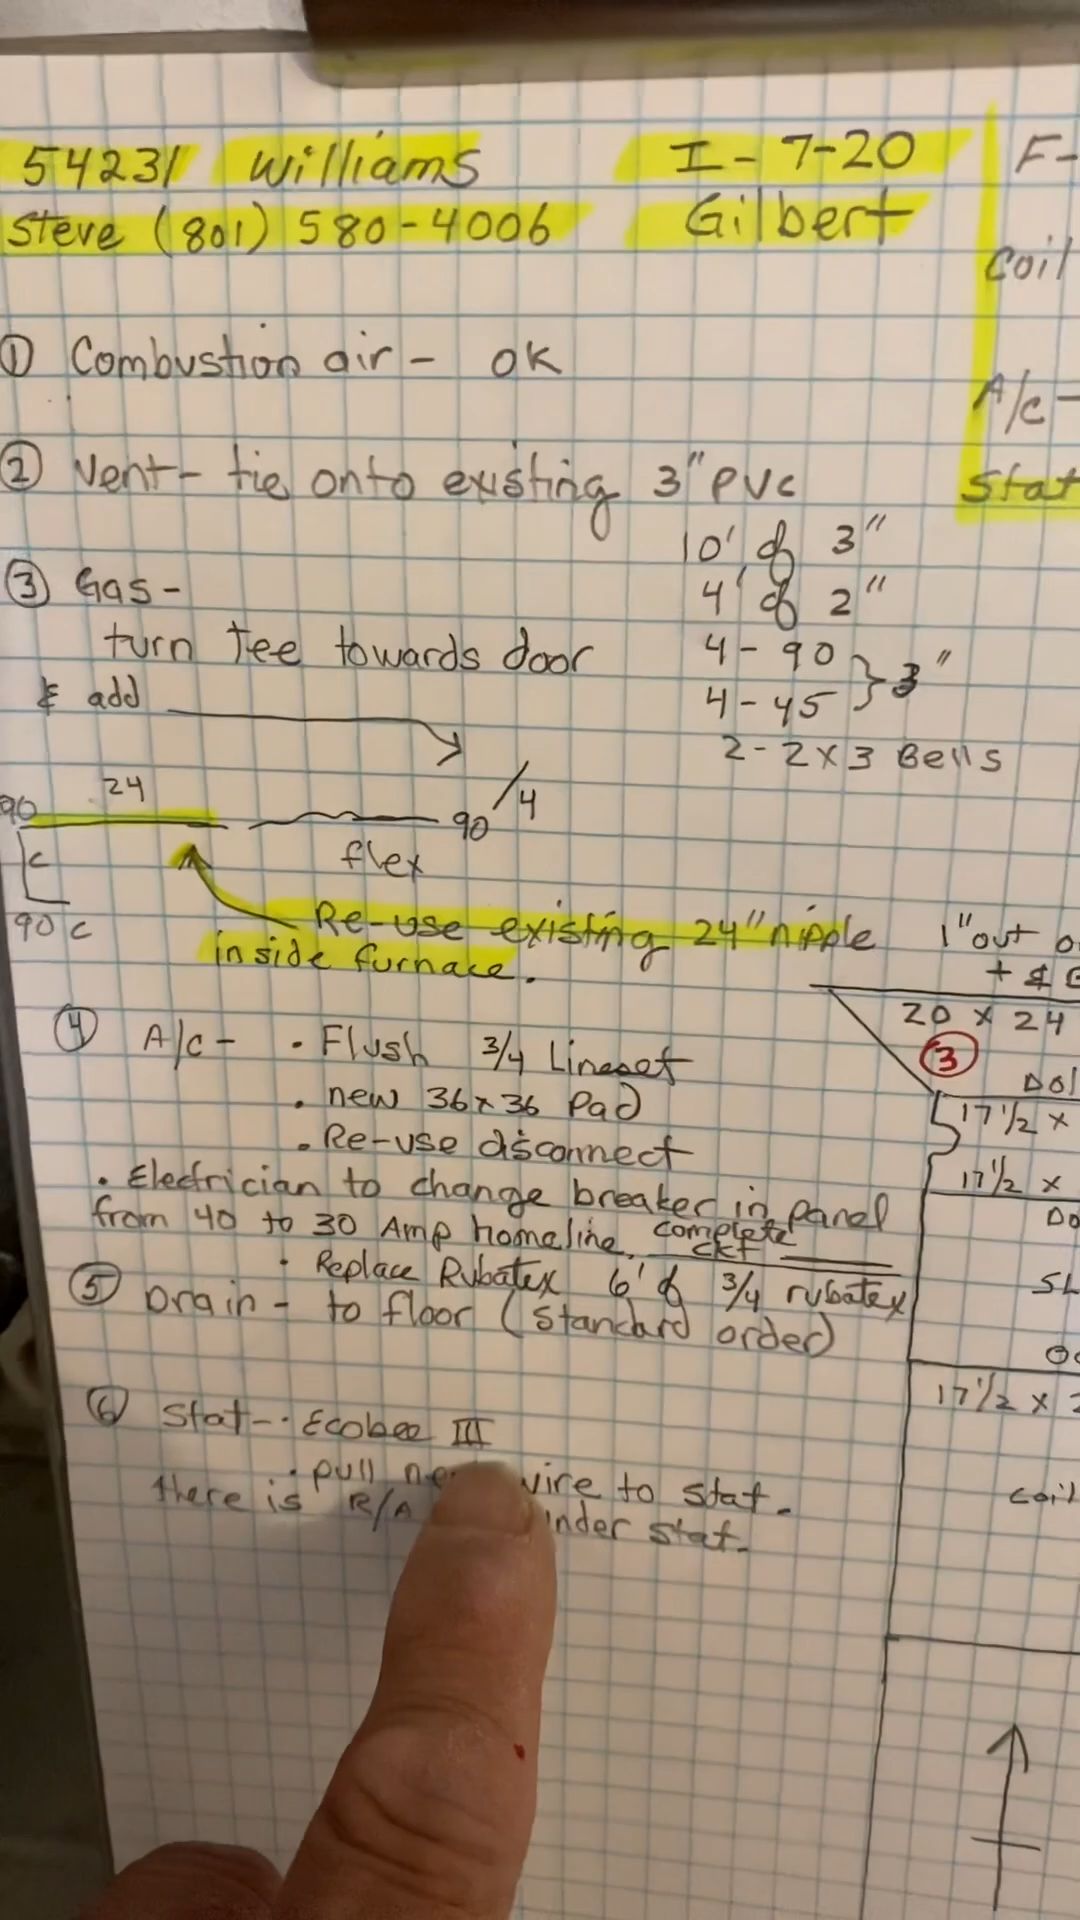 54231 Williams I - 7-20 F-
Steve (801) 580-4006 Gilbert
coil
① Combustion air - ok
A/c -
② Vent - tie onto existing 3" PVC
Stat
10' of 3"
③ Gas -
4' of 2"
turn Tee towards door
4 - 90 } 3"
& add
4 - 45
2 - 2x3 Bells
90 24 /4
90
c flex
90 c
Re-use existing 24" nipple
inside furnace.
1" out
20 x 24
③
④ A/c - • Flush 3/4 Lineset
• new 36x36 Pad
17 1/2 x
• Re-use disconnect
17 1/2 x
• Electrician to change breaker in panel
from 40 to 30 Amp homeline. complete
ckt
• Replace Rubatex 6' of 3/4 rubatex
⑤ Drain - to floor (Standard order)
17 1/2 x
⑥ Stat - • Ecobee III
• pull wire to stat.
there is R/A under stat.
coil